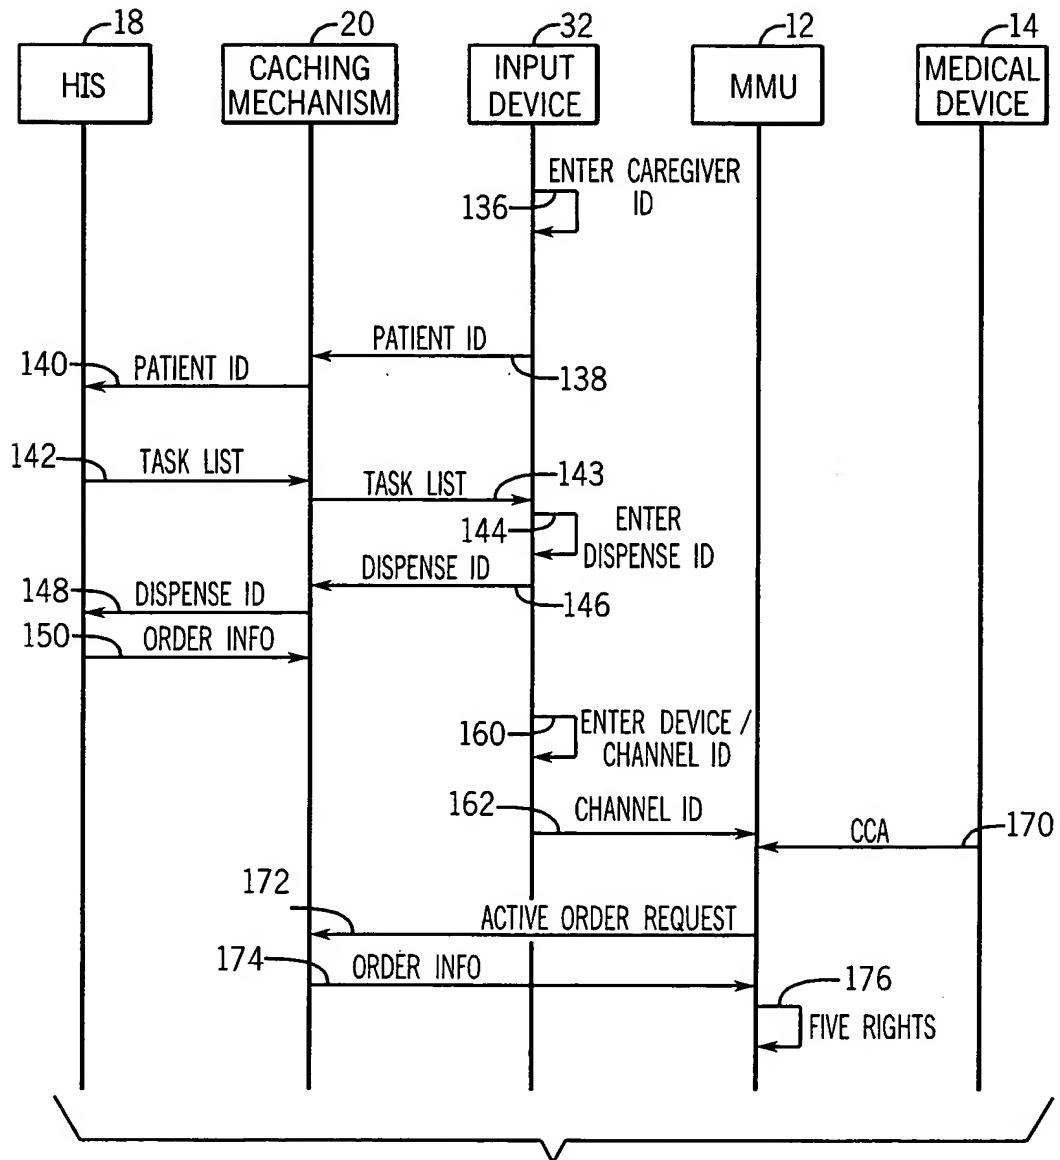 18
20
32
12
14
HIS
CACHING
MECHANISM
INPUT
DEVICE
MMU
MEDICAL
DEVICE
ENTER CAREGIVER
ID
136
PATIENT ID
138
140
PATIENT ID
142
TASK LIST
TASK LIST
143
144
ENTER
DISPENSE ID
DISPENSE ID
146
148
DISPENSE ID
150
ORDER INFO
160
ENTER DEVICE /
CHANNEL ID
162
CHANNEL ID
CCA
170
172
ACTIVE ORDER REQUEST
174
ORDER INFO
176
FIVE RIGHTS